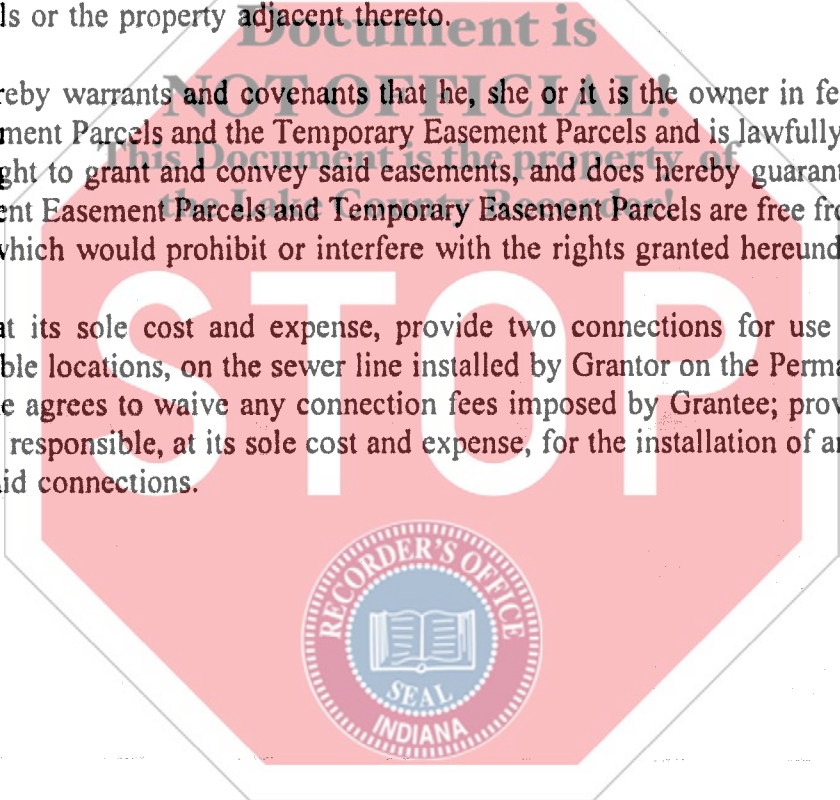 ls or the property adjacent thereto.
Document is
NOT OFFICIAL!
reby warrants and covenants that he, she or it is the owner in fe
ment Parcels and the Temporary Easement Parcels and is lawfully
This Document is the property of
ght to grant and convey said easements, and does hereby guarant
the Lake County Recorder!
ent Easement Parcels and Temporary Easement Parcels are free fro
which would prohibit or interfere with the rights granted hereund
STOP
at its sole cost and expense, provide two connections for use
ble locations, on the sewer line installed by Grantor on the Perma
e agrees to waive any connection fees imposed by Grantee; prov
responsible, at its sole cost and expense, for the installation of an
id connections.
RECORDER'S OFFICE
SEAL
INDIANA